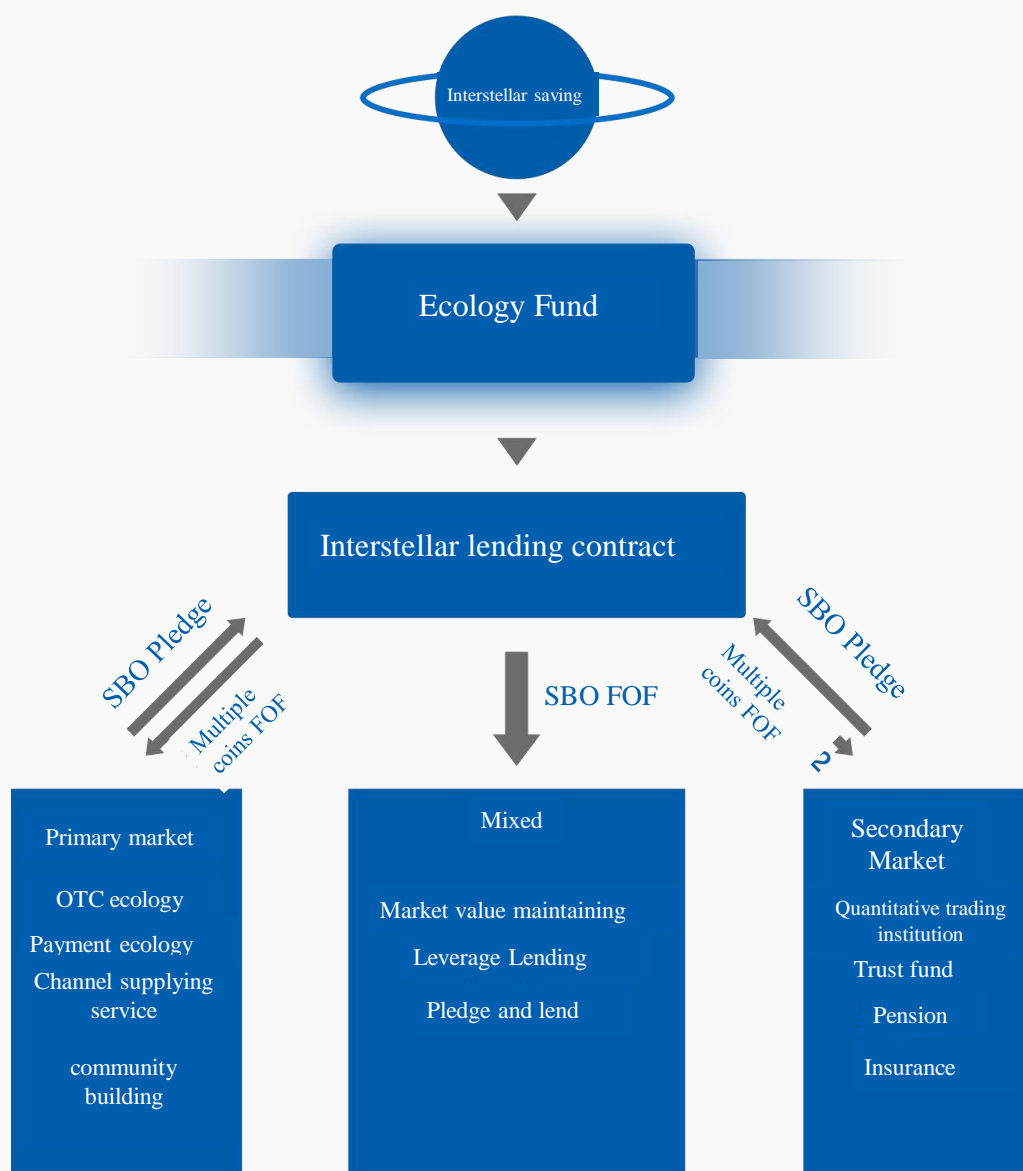 Interstellar saving
Ecology Fund
Interstellar lending contract
SBO Pledge
Multiple
coins FOF
SBO FOF
Multiple
coins FOF
SBO Pledge
2
Primary market
OTC ecology
Payment ecology
Channel supplying
service
community
building
Mixed
Market value maintaining
Leverage Lending
Pledge and lend
Secondary
Market
Quantitative trading
institution
Trust fund
Pension
Insurance